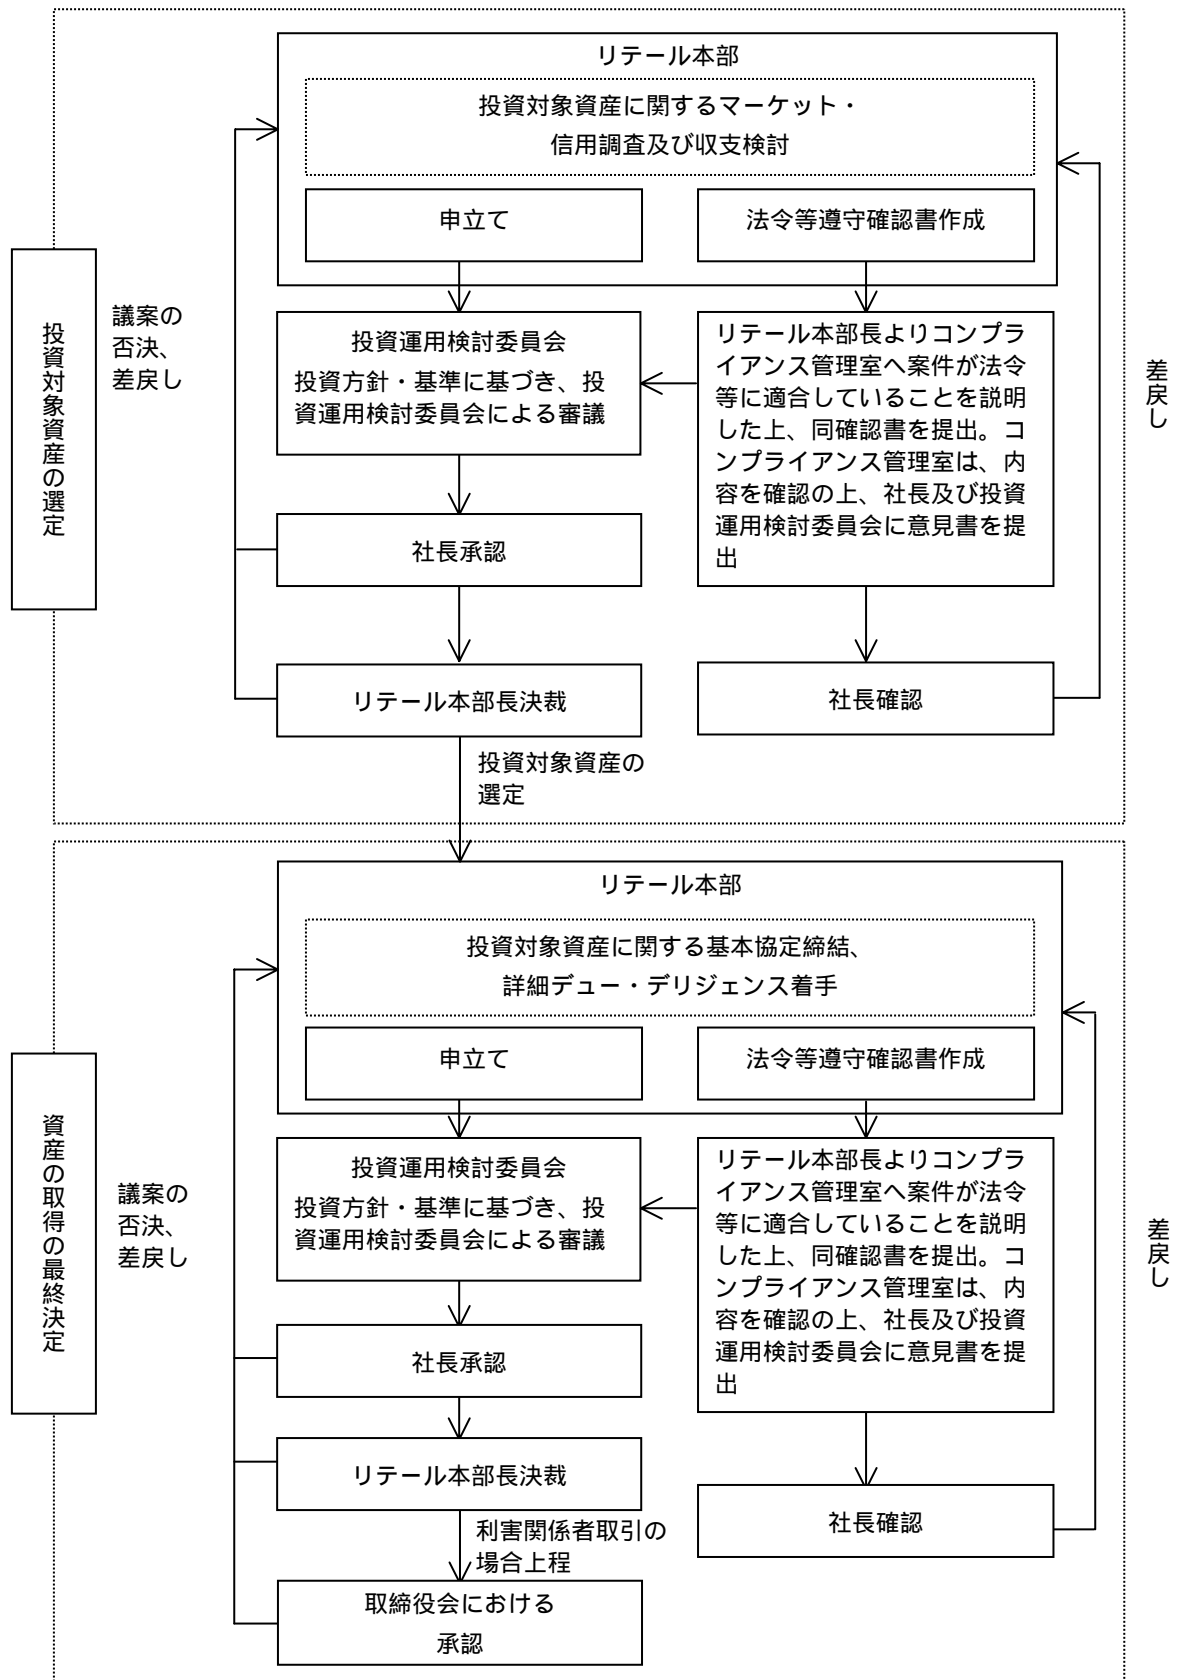 リテール本部
投資対象資産に関するマーケット・
信用調査及び収支検討
申立て
法令等遵守確認書作成
投資対象資産の選定
議案の
否決、
差戻し
投資運用検討委員会
投資方針・基準に基づき、投
資運用検討委員会による審議
リテール本部長よりコンプラ
イアンス管理室へ案件が法令
等に適合していることを説明
した上、同確認書を提出。コ
ンプライアンス管理室は、内
容を確認の上、社長及び投資
運用検討委員会に意見書を提
出
差戻し
社長承認
リテール本部長決裁
社長確認
投資対象資産の
選定
リテール本部
投資対象資産に関する基本協定締結、
詳細デュー・デリジェンス着手
申立て
法令等遵守確認書作成
資産の取得の最終決定
議案の
否決、
差戻し
投資運用検討委員会
投資方針・基準に基づき、投
資運用検討委員会による審議
リテール本部長よりコンプラ
イアンス管理室へ案件が法令
等に適合していることを説明
した上、同確認書を提出。コ
ンプライアンス管理室は、内
容を確認の上、社長及び投資
運用検討委員会に意見書を提
出
差戻し
社長承認
リテール本部長決裁
社長確認
利害関係者取引の
場合上程
取締役会における
承認